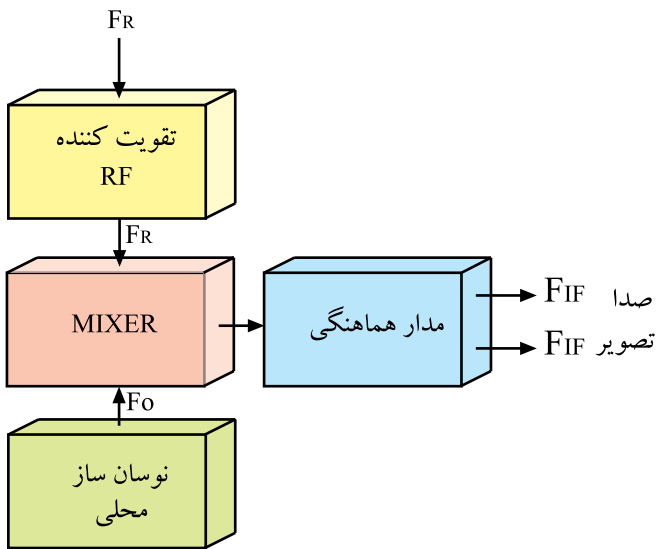 FR
تقویت کننده
RF
FR
MIXER
مدار هماهنگی
FIF صدا
FIF تصویر
Fo
نوسان ساز
محلی